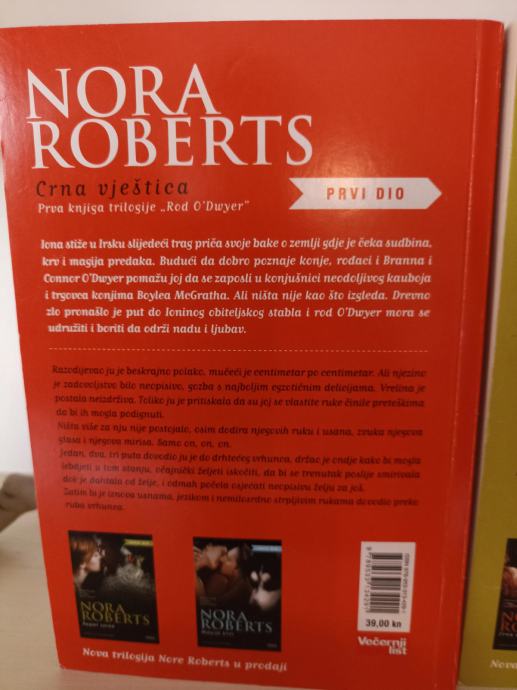 NORA
ROBERTS
Crna vještica
Prva knjiga trilogije „Rod O'Dwyer"
PRVI DIO
Iona stiže u Irsku slijedeći trag priča svoje bake o zemlji gdje je čeka sudbina,
krv i magija predaka. Budući da dobro poznaje konje, rođaci i Branna i
Connor O'Dwyer pomažu joj da se zaposli u konjušnici neodoljivog kauboja
i trgovca konjima Boylea McGratha. Ali ništa nije kao što izgleda. Drevno
zlo pronašlo je put do Ioninog obiteljskog stabla i rod O'Dwyer mora se
udružiti i boriti da održi nadu i ljubav.
Razodijevao ju je beskrajno polako, mučeći je centimetar po centimetar. Ali njezino
je zadovoljstvo bilo neopisivo, gozba s najboljim egzotičnim delicijama. Vrelina je
postala neizdrživa. Toliko ju je pritiskala da su joj se vlastite ruke činile preteškima
da bi ih mogla podignuti.
Ništa više za nju nije postojalo, osim dodira njegovih ruku i usana, zvuka njegova
glasa i njegova mirisa. Samo on, on, on.
Jedan, dva, tri puta dovodio ju je do drhtećeg vrhunca, držao je ondje kako bi mogla
lebdjeti u tom stanju, očajnički željeti iskočiti, da bi se trenutak poslije smirivala
dok je dahtala od želje, i odmah počela osjećati neopisivu želju za još.
Zatim bi je iznova usnama, jezikom i nemilosrdno strpljivim rukama dovodio preko
ruba vrhunca.
NORA
ROBERTS
NORA
ROBERTS
39,00 kn
Večernji
list
Nova trilogija Nore Roberts u prodaji
Nova